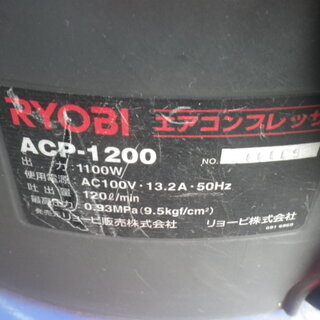 RYOBI エアコンプレッサ
ACP-1200
NO.
出力:1100W
使用電源:AC100V・13.2A・50Hz
吐出量:120ℓ/min
最高圧力:0.93MPa(9.5kgf/cm²)
発売元リョービ販売株式会社 リョービ株式会社